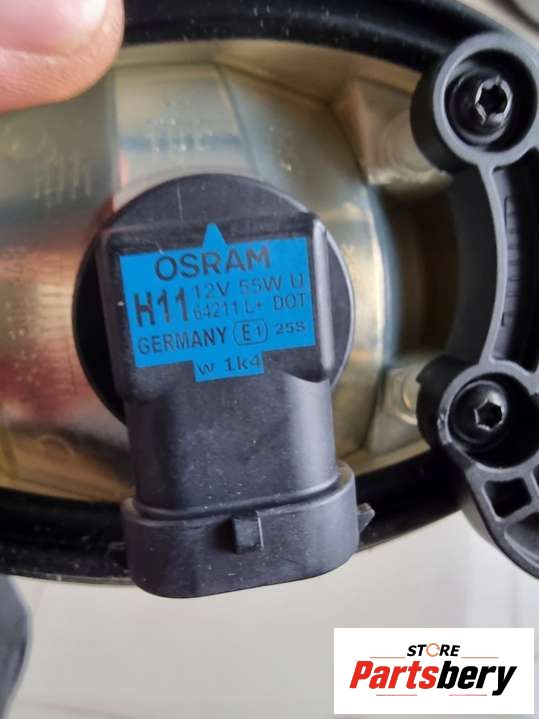 OSRAM
H11 12V 55W U
64211 L+ DOT
GERMANY E1 25S
W 1k4
STORE
Partsbery